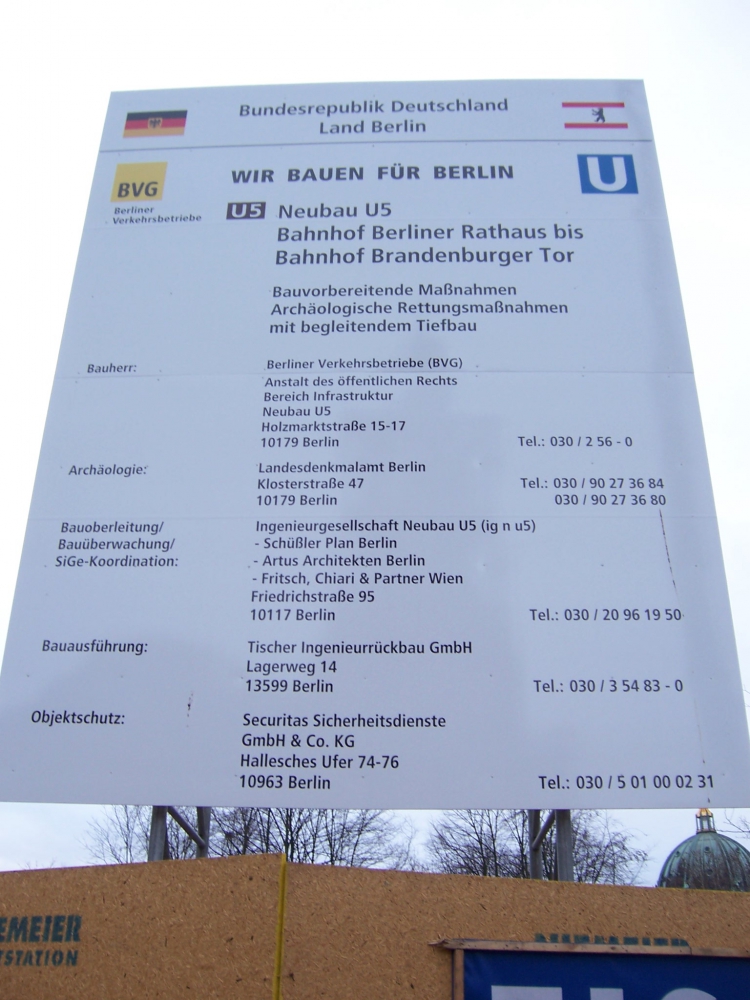 Bundesrepublik Deutschland
Land Berlin
BVG
Berliner
Verkehrsbetriebe
WIR BAUEN FÜR BERLIN
U
U5 Neubau U5
Bahnhof Berliner Rathaus bis
Bahnhof Brandenburger Tor
Bauvorbereitende Maßnahmen
Archäologische Rettungsmaßnahmen
mit begleitendem Tiefbau
Bauherr: Berliner Verkehrsbetriebe (BVG)
Anstalt des öffentlichen Rechts
Bereich Infrastruktur
Neubau U5
Holzmarktstraße 15-17
10179 Berlin Tel.: 030 / 2 56 - 0
Archäologie: Landesdenkmalamt Berlin
Klosterstraße 47 Tel.: 030 / 90 27 36 84
10179 Berlin 030 / 90 27 36 80
Bauoberleitung/ Ingenieurgesellschaft Neubau U5 (ig n u5)
Bauüberwachung/ - Schüßler Plan Berlin
SiGe-Koordination: - Artus Architekten Berlin
- Fritsch, Chiari & Partner Wien
Friedrichstraße 95
10117 Berlin Tel.: 030 / 20 96 19 50
Bauausführung: Tischer Ingenieurrückbau GmbH
Lagerweg 14
13599 Berlin Tel.: 030 / 3 54 83 - 0
Objektschutz: Securitas Sicherheitsdienste
GmbH & Co. KG
Hallesches Ufer 74-76
10963 Berlin Tel.: 030 / 5 01 00 02 31
EMEIER
TSTATION